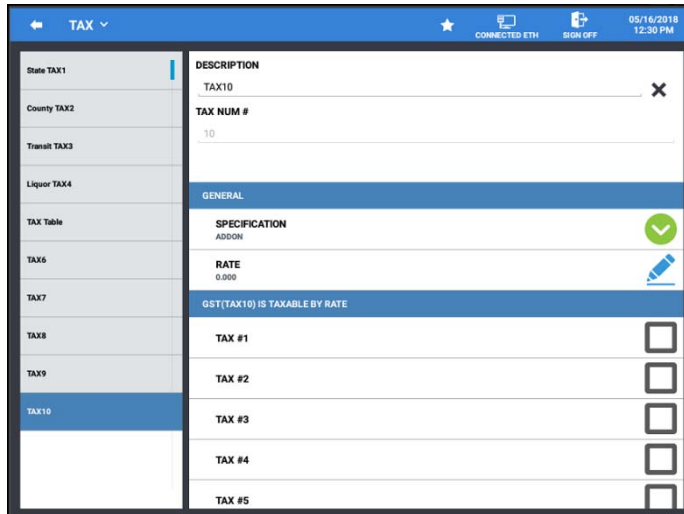 TAX
CONNECTED ETH
SIGN OFF
05/16/2018
12:30 PM
State TAX1
County TAX2
Transit TAX3
Liquor TAX4
TAX Table
TAX6
TAX7
TAX8
TAX9
TAX10
DESCRIPTION
TAX10
TAX NUM #
10
GENERAL
SPECIFICATION
ADDON
RATE
0.000
GST(TAX10) IS TAXABLE BY RATE
TAX #1
TAX #2
TAX #3
TAX #4
TAX #5